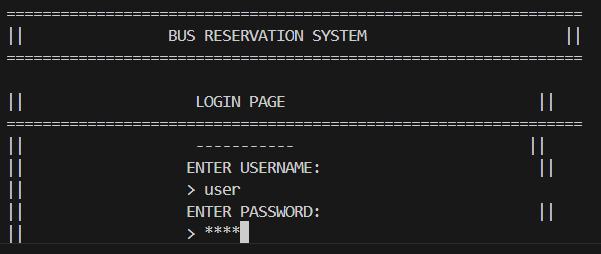 ================================================================
||                BUS RESERVATION SYSTEM                      ||
================================================================
||                   LOGIN PAGE                            ||
================================================================
||                   -----------                          ||
||                  ENTER USERNAME:                        ||
||                  > user
||                  ENTER PASSWORD:                        ||
||                  > ****